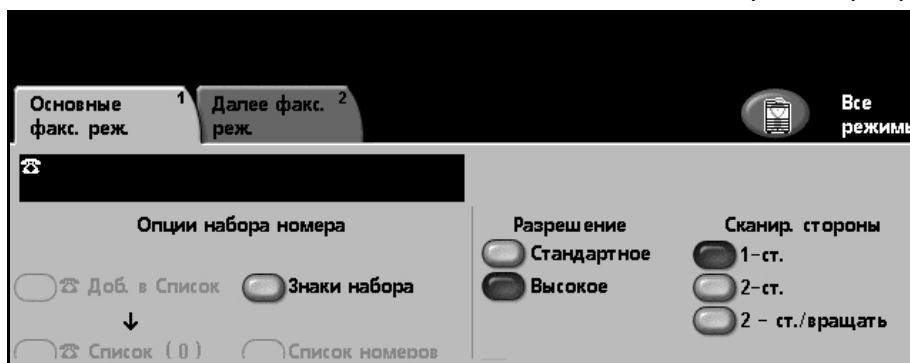 Основные 1
факс. реж.
Далее факс. 2
реж.
Все
режимы
Опции набора номера
Доб. в Список
Знаки набора
Список ( 0 )
Список номеров
Разрешение
Стандартное
Высокое
Сканир. стороны
1-ст.
2-ст.
2 - ст./вращать